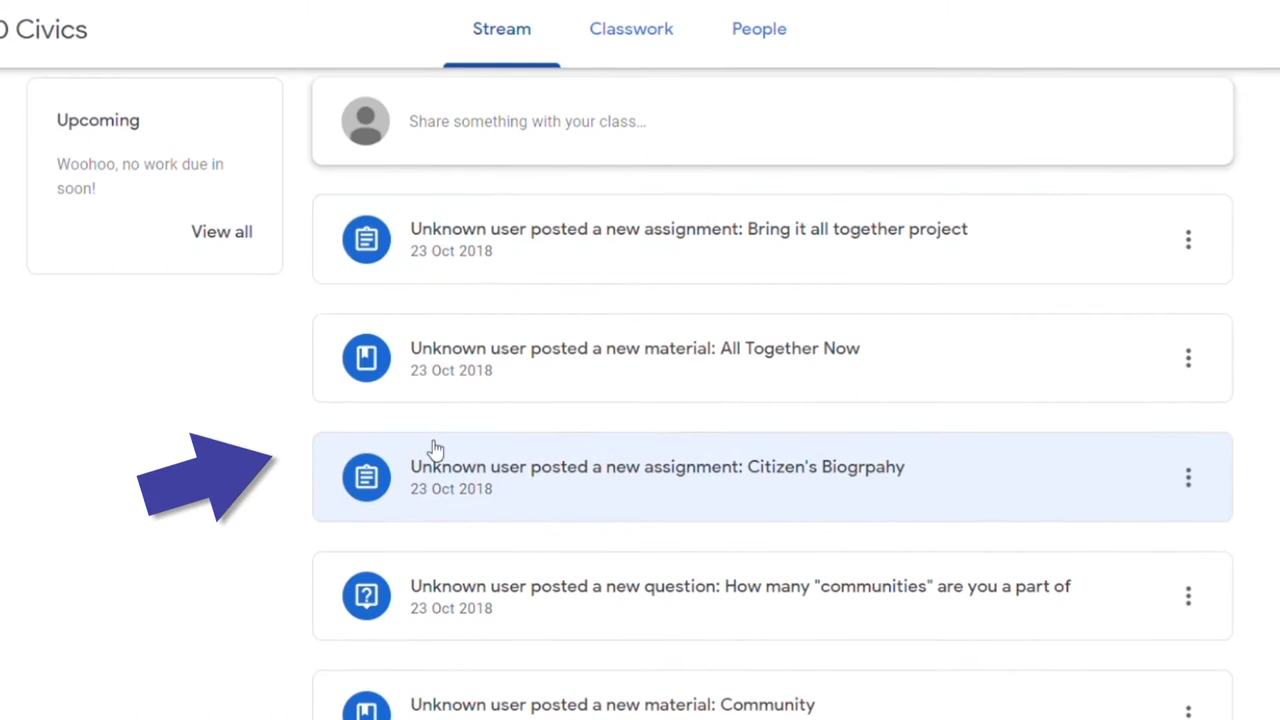 0 Civics
Stream
Classwork
People
Upcoming
Woohoo, no work due in
soon!
View all
Share something with your class...
Unknown user posted a new assignment: Bring it all together project
23 Oct 2018
Unknown user posted a new material: All Together Now
23 Oct 2018
Unknown user posted a new assignment: Citizen's Biogrpahy
23 Oct 2018
Unknown user posted a new question: How many "communities" are you a part of
23 Oct 2018
Unknown user posted a new material: Community